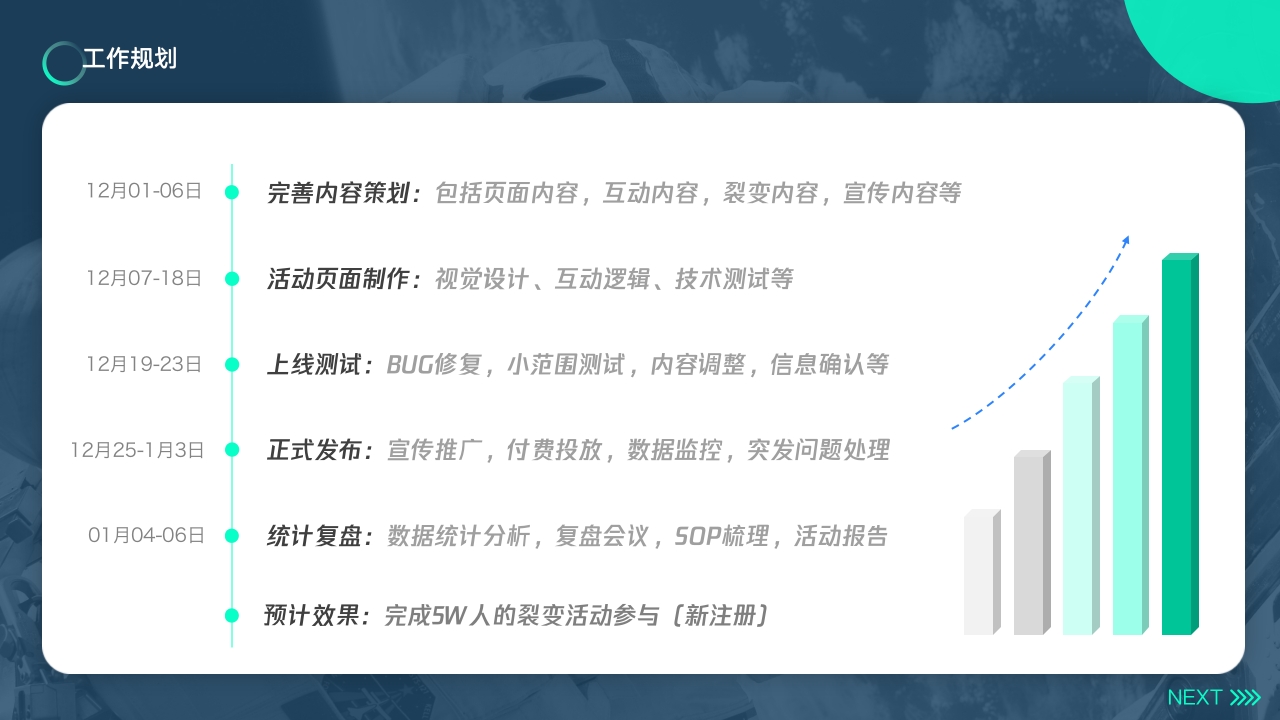 工作规划
12月01-06日 完善内容策划：包括页面内容，互动内容，裂变内容，宣传内容等
12月07-18日 活动页面制作：视觉设计、互动逻辑、技术测试等
12月19-23日 上线测试：BUG修复，小范围测试，内容调整，信息确认等
12月25-1月3日 正式发布：宣传推广，付费投放，数据监控，突发问题处理
01月04-06日 统计复盘：数据统计分析，复盘会议，SOP梳理，活动报告
预计效果：完成5W人的裂变活动参与（新注册）
NEXT